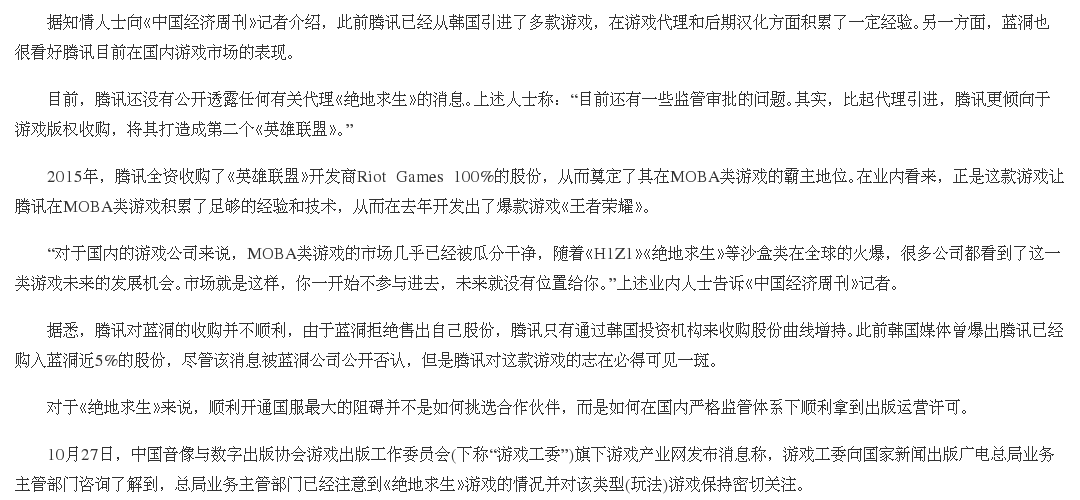 据知情人士向《中国经济周刊》记者介绍，此前腾讯已经从韩国引进了多款游戏，在游戏代理和后期汉化方面积累了一定经验。另一方面，蓝洞也
很看好腾讯目前在国内游戏市场的表现。
目前，腾讯还没有公开透露任何有关代理《绝地求生》的消息。上述人士称：“目前还有一些监管审批的问题。其实，比起代理引进，腾讯更倾向于
游戏版权收购，将其打造成第二个《英雄联盟》。”
2015年，腾讯全资收购了《英雄联盟》开发商Riot Games 100%的股份，从而奠定了其在MOBA类游戏的霸主地位。在业内看来，正是这款游戏让
腾讯在MOBA类游戏积累了足够的经验和技术，从而在去年开发出了爆款游戏《王者荣耀》。
“对于国内的游戏公司来说，MOBA类游戏的市场几乎已经被瓜分干净，随着《H1Z1》《绝地求生》等沙盒类在全球的火爆，很多公司都看到了这一
类游戏未来的发展机会。市场就是这样，你一开始不参与进去，未来就没有位置给你。”上述业内人士告诉《中国经济周刊》记者。
据悉，腾讯对蓝洞的收购并不顺利，由于蓝洞拒绝售出自己股份，腾讯只有通过韩国投资机构来收购股份曲线增持。此前韩国媒体曾爆出腾讯已经
购入蓝洞近5%的股份，尽管该消息被蓝洞公司公开否认，但是腾讯对这款游戏的志在必得可见一斑。
对于《绝地求生》来说，顺利开通国服最大的阻碍并不是如何挑选合作伙伴，而是如何在国内严格监管体系下顺利拿到出版运营许可。
10月27日，中国音像与数字出版协会游戏出版工作委员会(下称“游戏工委”)旗下游戏产业网发布消息称，游戏工委向国家新闻出版广电总局业务
主管部门咨询了解到，总局业务主管部门已经注意到《绝地求生》游戏的情况并对该类型(玩法)游戏保持密切关注。